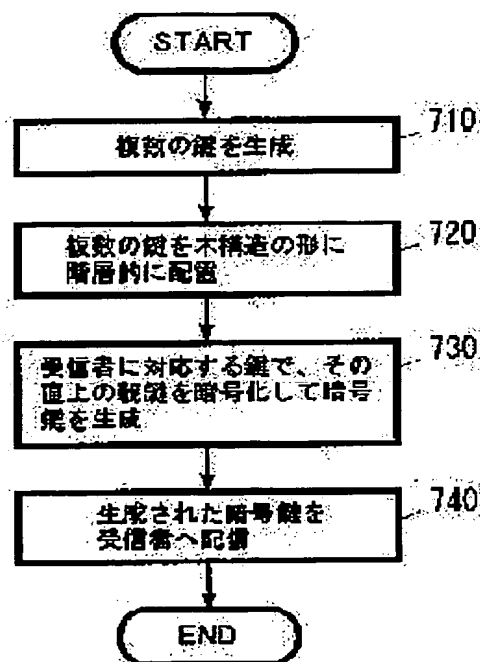 START
複数の鍵を生成
710
複数の鍵を木構造の形に
階層的に配置
720
受信者に対応する鍵で、その
直上の親鍵を暗号化して暗号
鍵を生成
730
生成された暗号鍵を
受信者へ配信
740
END